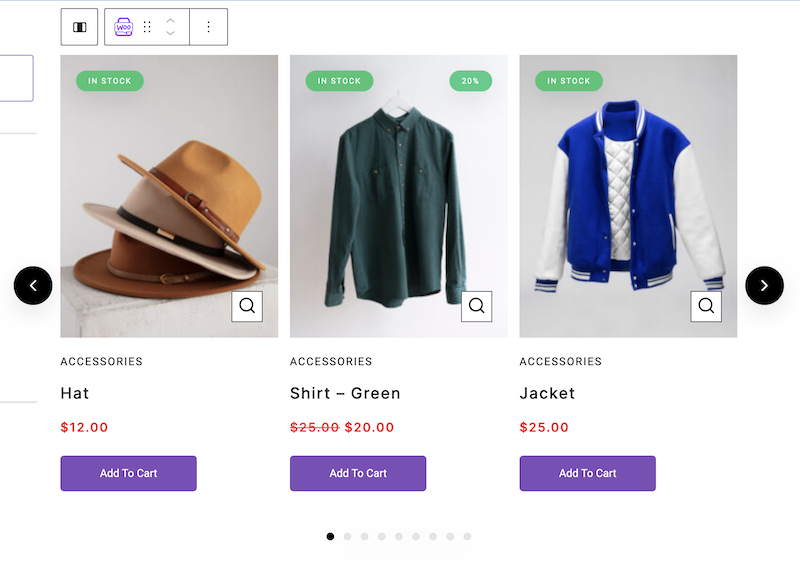 WOO
IN STOCK
IN STOCK
20%
IN STOCK
ACCESSORIES
ACCESSORIES
ACCESSORIES
Hat
Shirt – Green
Jacket
$12.00
$25.00 $20.00
$25.00
Add To Cart
Add To Cart
Add To Cart